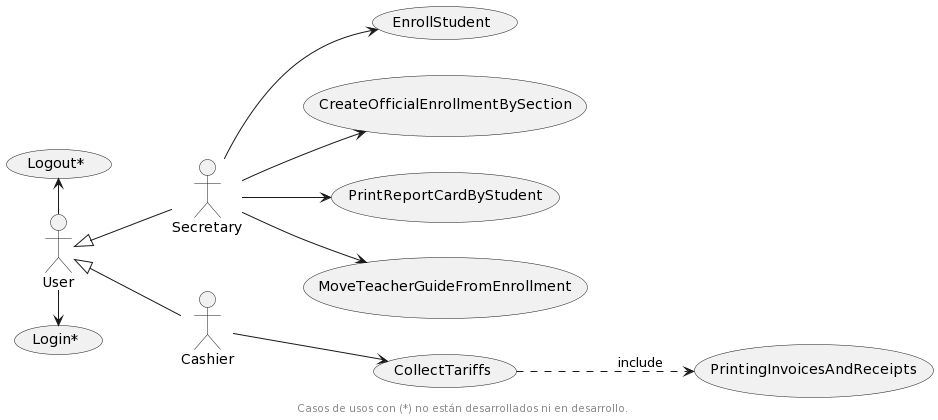 EnrollStudent
CreateOfficialEnrollmentBySection
Logout*
PrintReportCardByStudent
Secretary
User
MoveTeacherGuideFromEnrollment
Login*
Cashier
include
CollectTariffs
PrintingInvoicesAndReceipts
Casos de usos con (*) no están desarrollados ni en desarrollo.